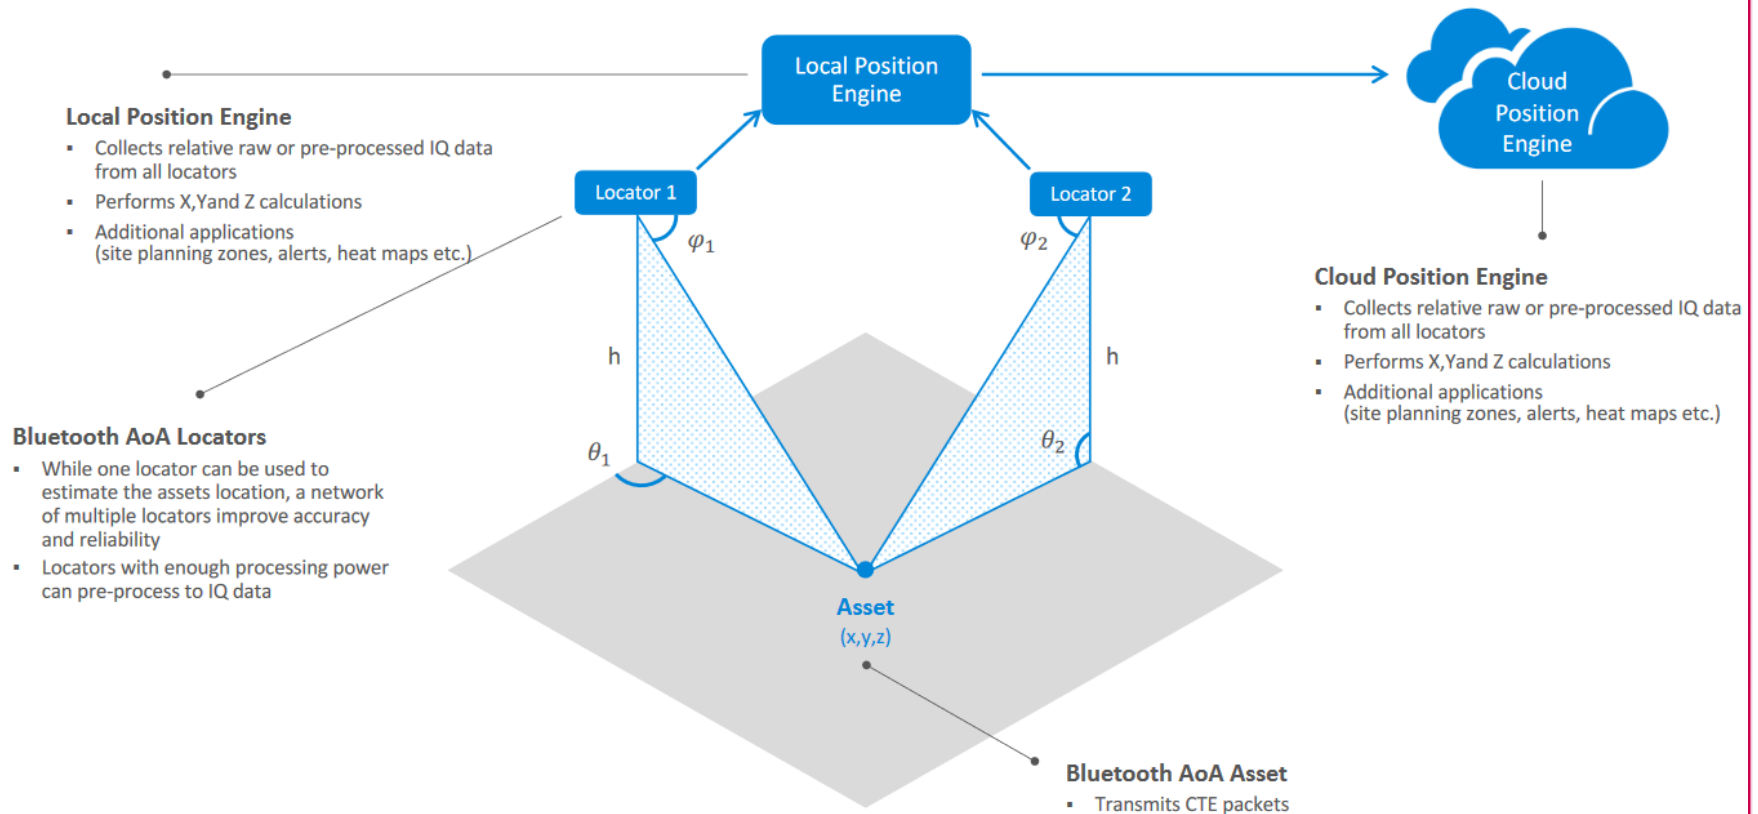 Local Position
Engine
Cloud
Position
Engine
Local Position Engine
▪ Collects relative raw or pre-processed IQ data
from all locators
▪ Performs X,Yand Z calculations
▪ Additional applications
(site planning zones, alerts, heat maps etc.)
Locator 1
Locator 2
φ1
φ2
h
h
θ1
θ2
Cloud Position Engine
▪ Collects relative raw or pre-processed IQ data
from all locators
▪ Performs X,Yand Z calculations
▪ Additional applications
(site planning zones, alerts, heat maps etc.)
Bluetooth AoA Locators
▪ While one locator can be used to
estimate the assets location, a network
of multiple locators improve accuracy
and reliability
▪ Locators with enough processing power
can pre-process to IQ data
Asset
(x,y,z)
Bluetooth AoA Asset
▪ Transmits CTE packets